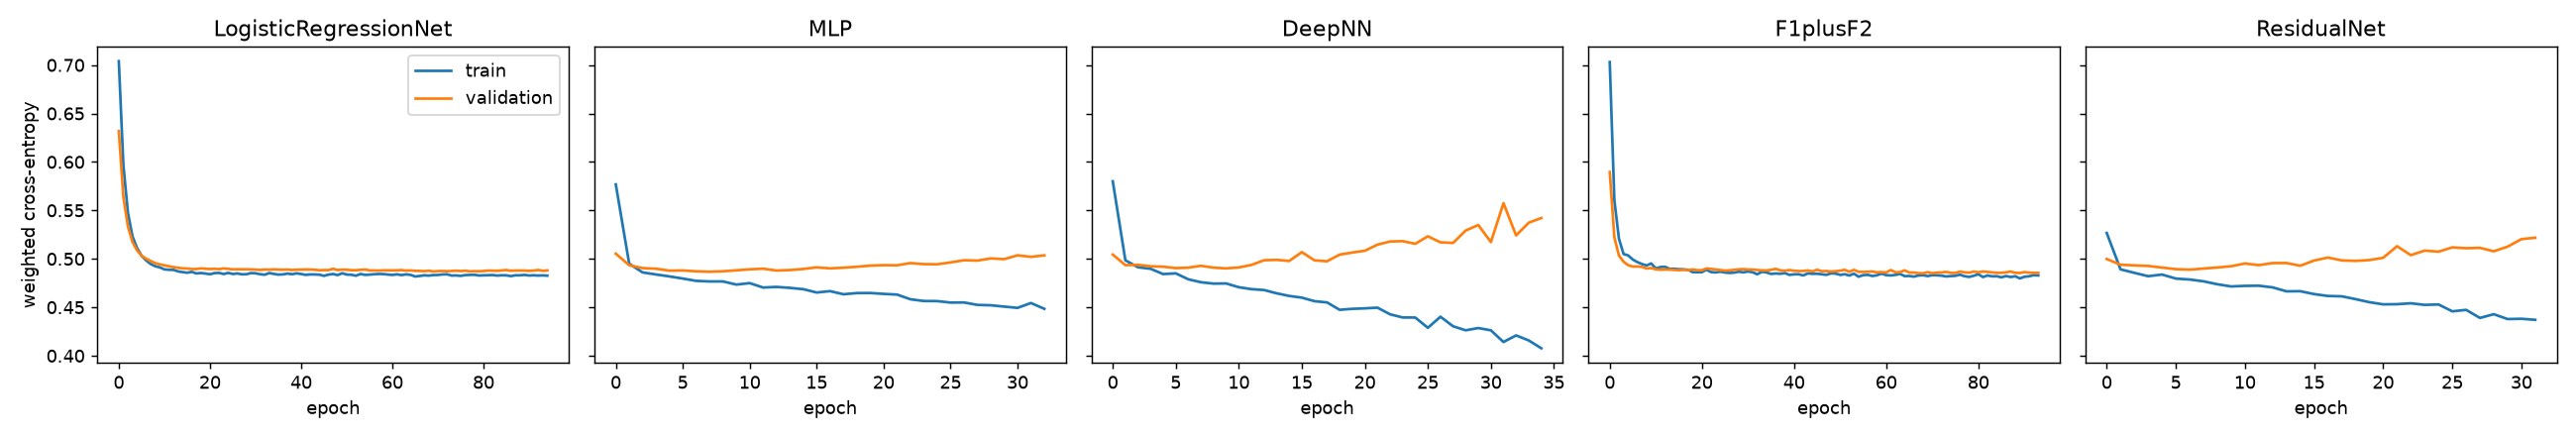 LogisticRegressionNet
MLP
DeepNN
F1plusF2
ResidualNet
weighted cross-entropy
0.70
0.65
0.60
0.55
0.50
0.45
0.40
train
validation
0 20 40 60 80
0 5 10 15 20 25 30
0 5 10 15 20 25 30 35
0 20 40 60 80
0 5 10 15 20 25 30
epoch
epoch
epoch
epoch
epoch